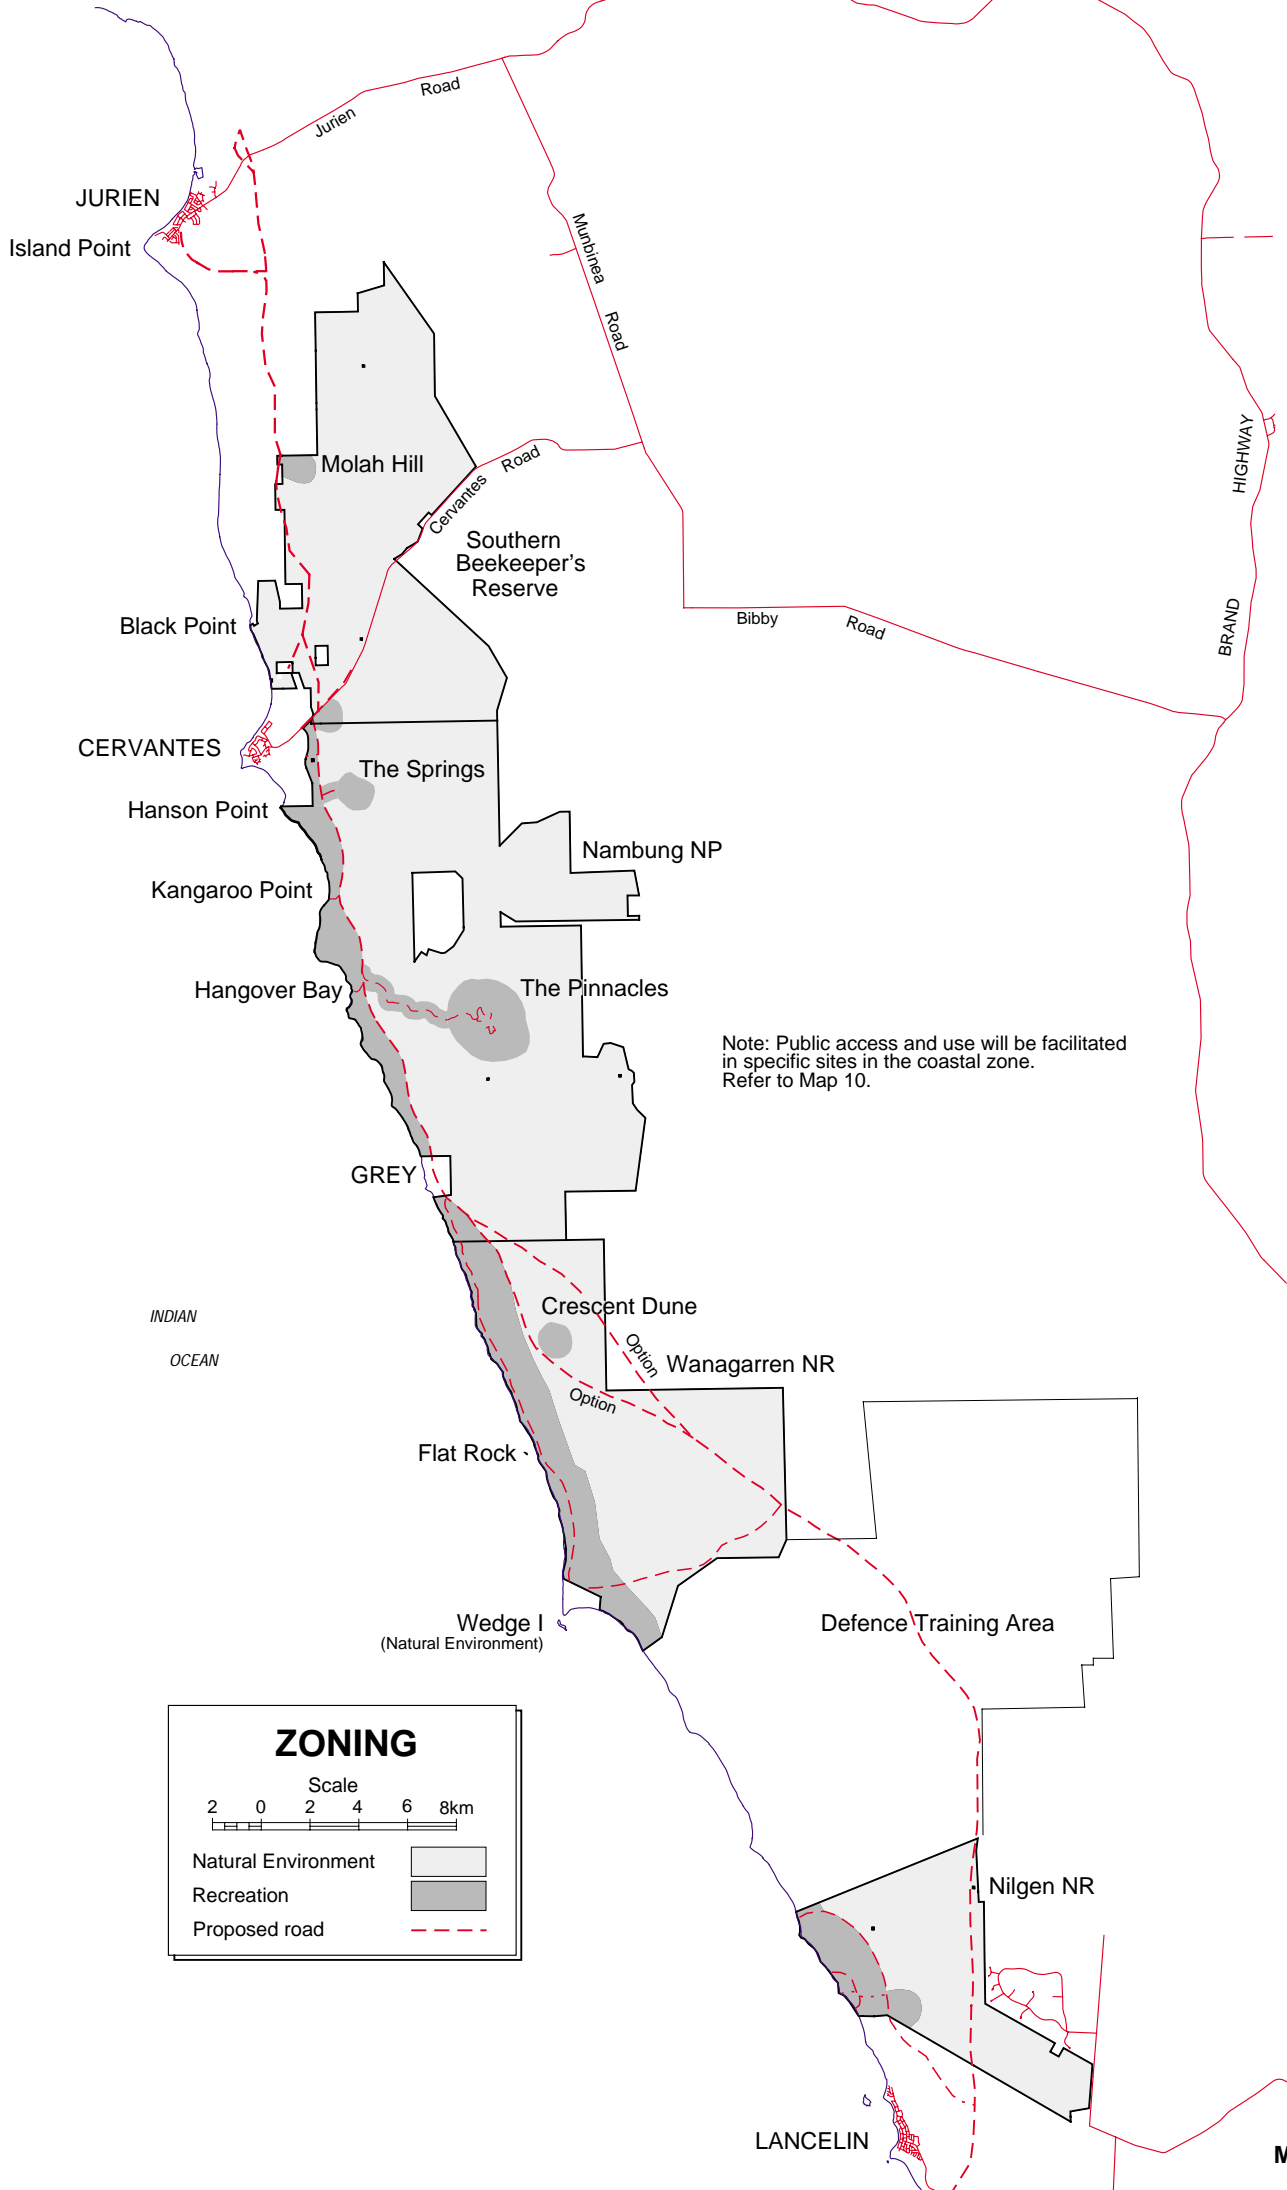 Road
Jurien
JURIEN
Island Point
Munbinea
Road
HIGHWAY
BRAND
Molah Hill
Road
Cervantes
Southern
Beekeeper's
Reserve
Black Point
Bibby
Road
CERVANTES
The Springs
Hanson Point
Nambung NP
Kangaroo Point
Hangover Bay
The Pinnacles
Note: Public access and use will be facilitated
in specific sites in the coastal zone.
Refer to Map 10.
GREY
INDIAN
OCEAN
Crescent Dune
Option
Wanagarren NR
Option
Flat Rock
Wedge I
(Natural Environment)
Defence Training Area
ZONING
Scale
2 0 2 4 6 8km
Natural Environment
Recreation
Proposed road
Nilgen NR
LANCELIN